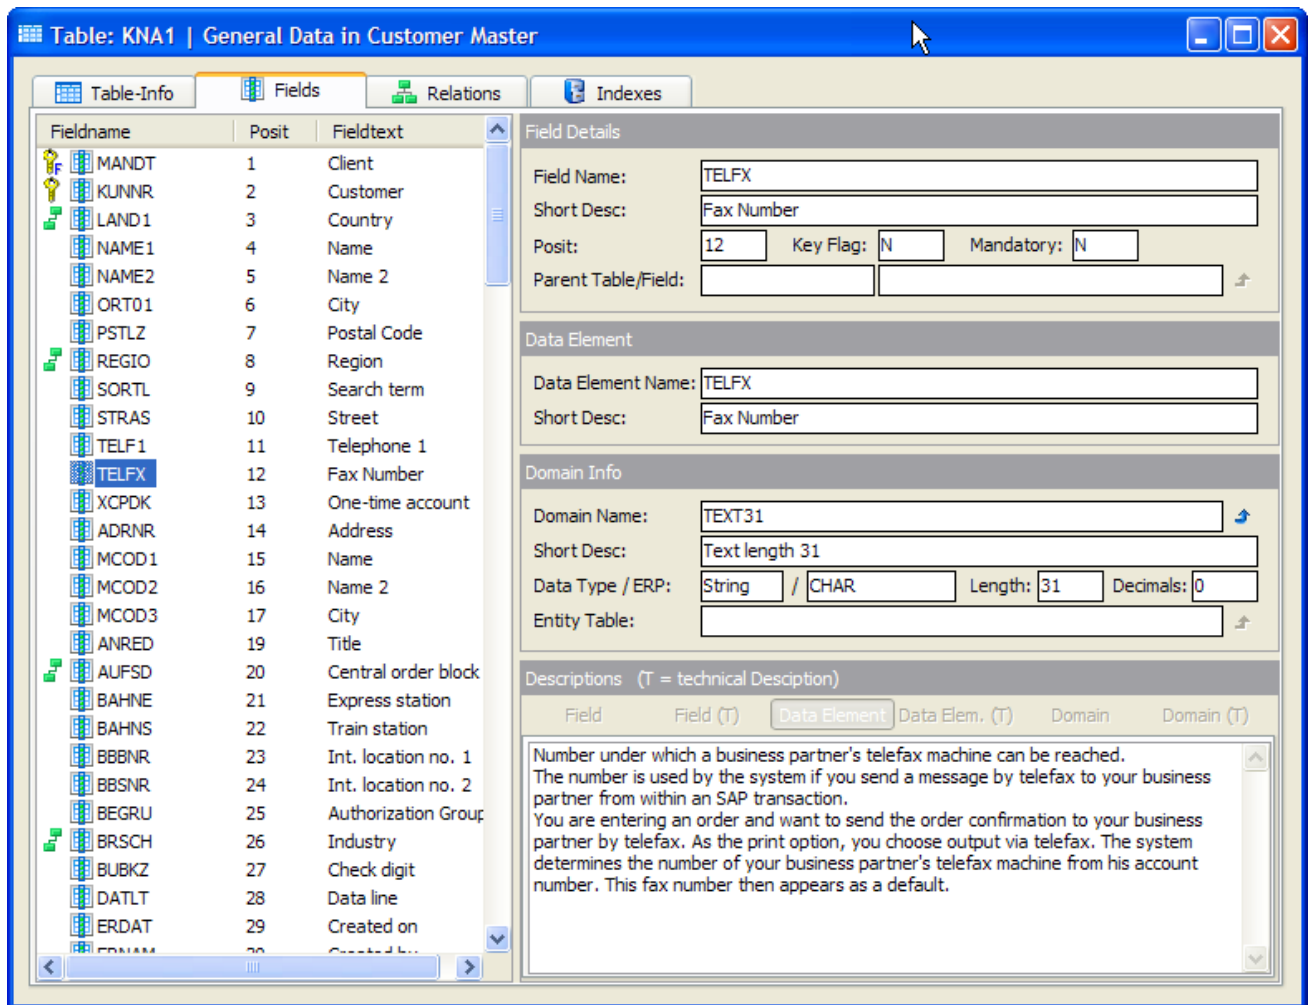 Table: KNA1 | General Data in Customer Master
Table-Info Fields Relations Indexes
Fieldname Posit Fieldtext
MANDT 1 Client
KUNNR 2 Customer
LAND1 3 Country
NAME1 4 Name
NAME2 5 Name 2
ORT01 6 City
PSTLZ 7 Postal Code
REGIO 8 Region
SORTL 9 Search term
STRAS 10 Street
TELF1 11 Telephone 1
TELFX 12 Fax Number
XCPDK 13 One-time account
ADRNR 14 Address
MCOD1 15 Name
MCOD2 16 Name 2
MCOD3 17 City
ANRED 19 Title
AUFSD 20 Central order block
BAHNE 21 Express station
BAHNS 22 Train station
BBBNR 23 Int. location no. 1
BBSNR 24 Int. location no. 2
BEGRU 25 Authorization Group
BRSCH 26 Industry
BUBKZ 27 Check digit
DATLT 28 Data line
ERDAT 29 Created on
Field Details
Field Name: TELFX
Short Desc: Fax Number
Posit: 12 Key Flag: N Mandatory: N
Parent Table/Field:
Data Element
Data Element Name: TELFX
Short Desc: Fax Number
Domain Info
Domain Name: TEXT31
Short Desc: Text length 31
Data Type / ERP: String / CHAR Length: 31 Decimals: 0
Entity Table:
Descriptions (T = technical Desciption)
Field Field (T) Data Element Data Elem. (T) Domain Domain (T)
Number under which a business partner's telefax machine can be reached.
The number is used by the system if you send a message by telefax to your business
partner from within an SAP transaction.
You are entering an order and want to send the order confirmation to your business
partner by telefax. As the print option, you choose output via telefax. The system
determines the number of your business partner's telefax machine from his account
number. This fax number then appears as a default.